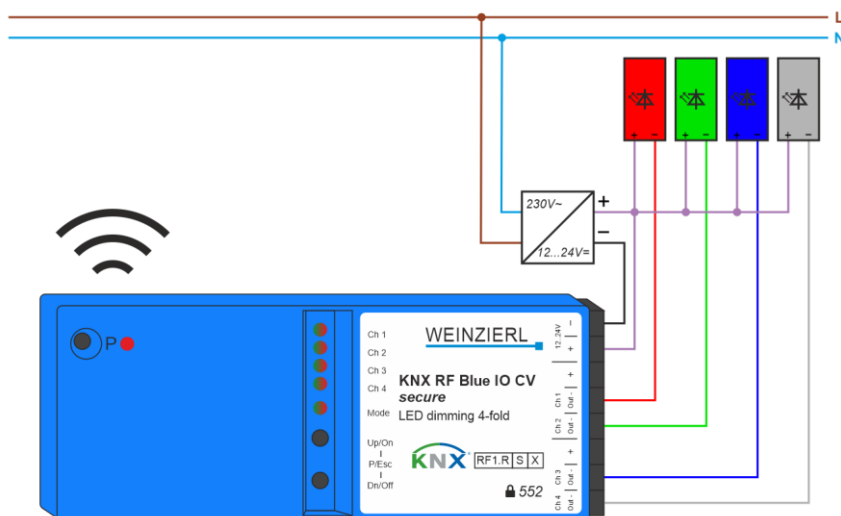 L
N
+ − + − + − + −
230V~
+
−
12...24V=
P
Ch 1
Ch 2
Ch 3
Ch 4
Mode
Up/On
P/Esc
Dn/Off
WEINZIERL
KNX RF Blue IO CV
secure
LED dimming 4-fold
KNX
RF1.R S X
552
12..24V − +
+
Ch 1 Out -
Ch 2 Out -
+
Ch 3 Out -
Ch 4 Out -